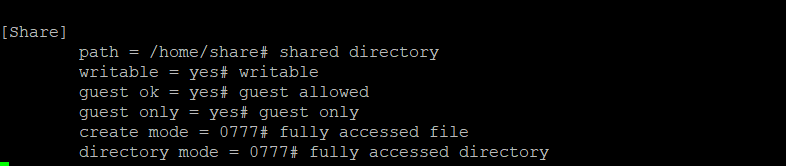 [Share]
path = /home/share# shared directory
writable = yes# writable
guest ok = yes# guest allowed
guest only = yes# guest only
create mode = 0777# fully accessed file
directory mode = 0777# fully accessed directory